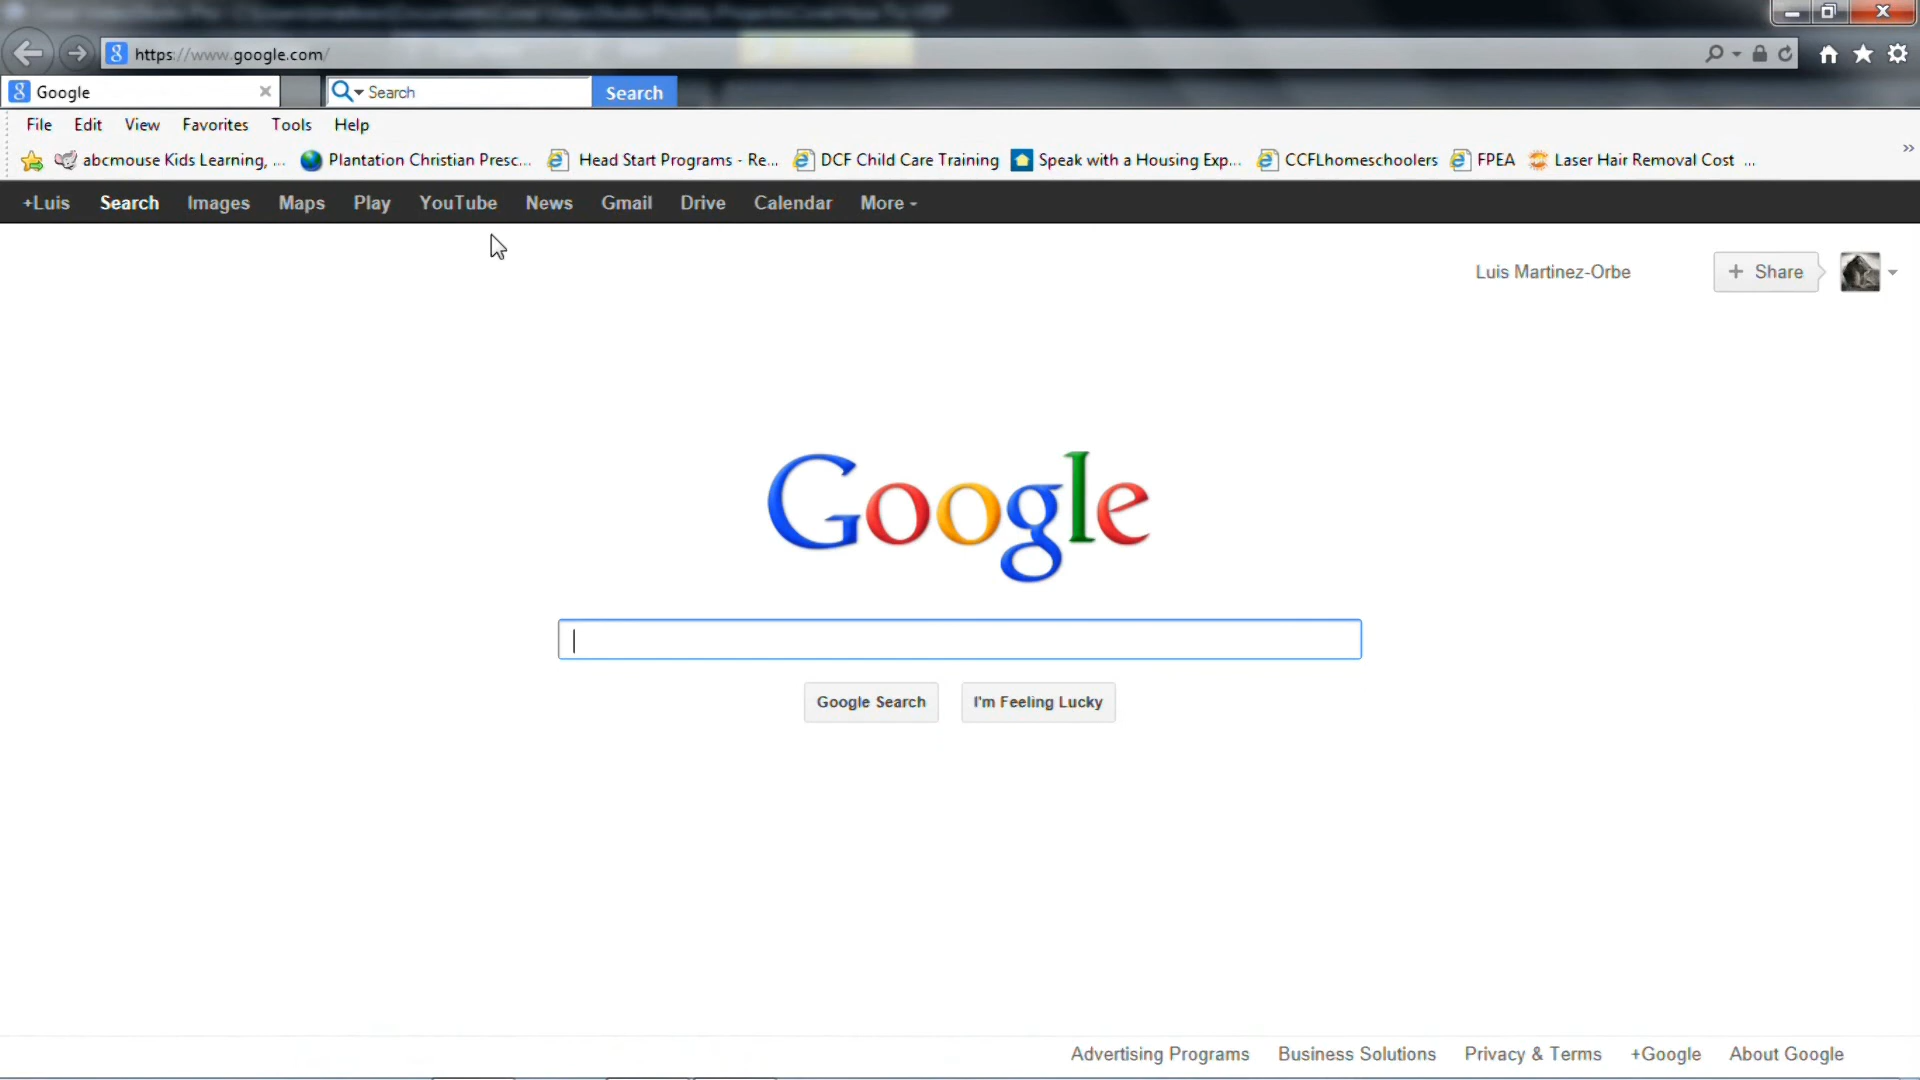 https://www.google.com/
Google
Search
Search
File Edit View Favorites Tools Help
abcmouse Kids Learning, ... Plantation Christian Presc... Head Start Programs - Re... DCF Child Care Training Speak with a Housing Exp... CCFLhomeschoolers FPEA Laser Hair Removal Cost ...
+Luis Search Images Maps Play YouTube News Gmail Drive Calendar More
Luis Martinez-Orbe + Share
Google
Google Search I'm Feeling Lucky
Advertising Programs Business Solutions Privacy & Terms +Google About Google